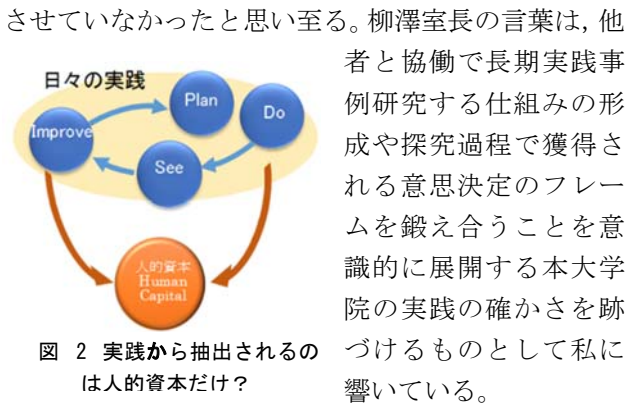 させていなかったと思い至る。柳澤室長の言葉は, 他
者と協働で長期実践事
例研究する仕組みの形
成や探究過程で獲得さ
れる意思決定のフレー
ムを鍛え合うことを意
識的に展開する本大学
院の実践の確かさを跡
づけるものとして私に
響いている。
日々の実践
Plan
Do
Improve
See
人的資本
Human
Capital
図 2 実践から抽出されるの
は人的資本だけ？